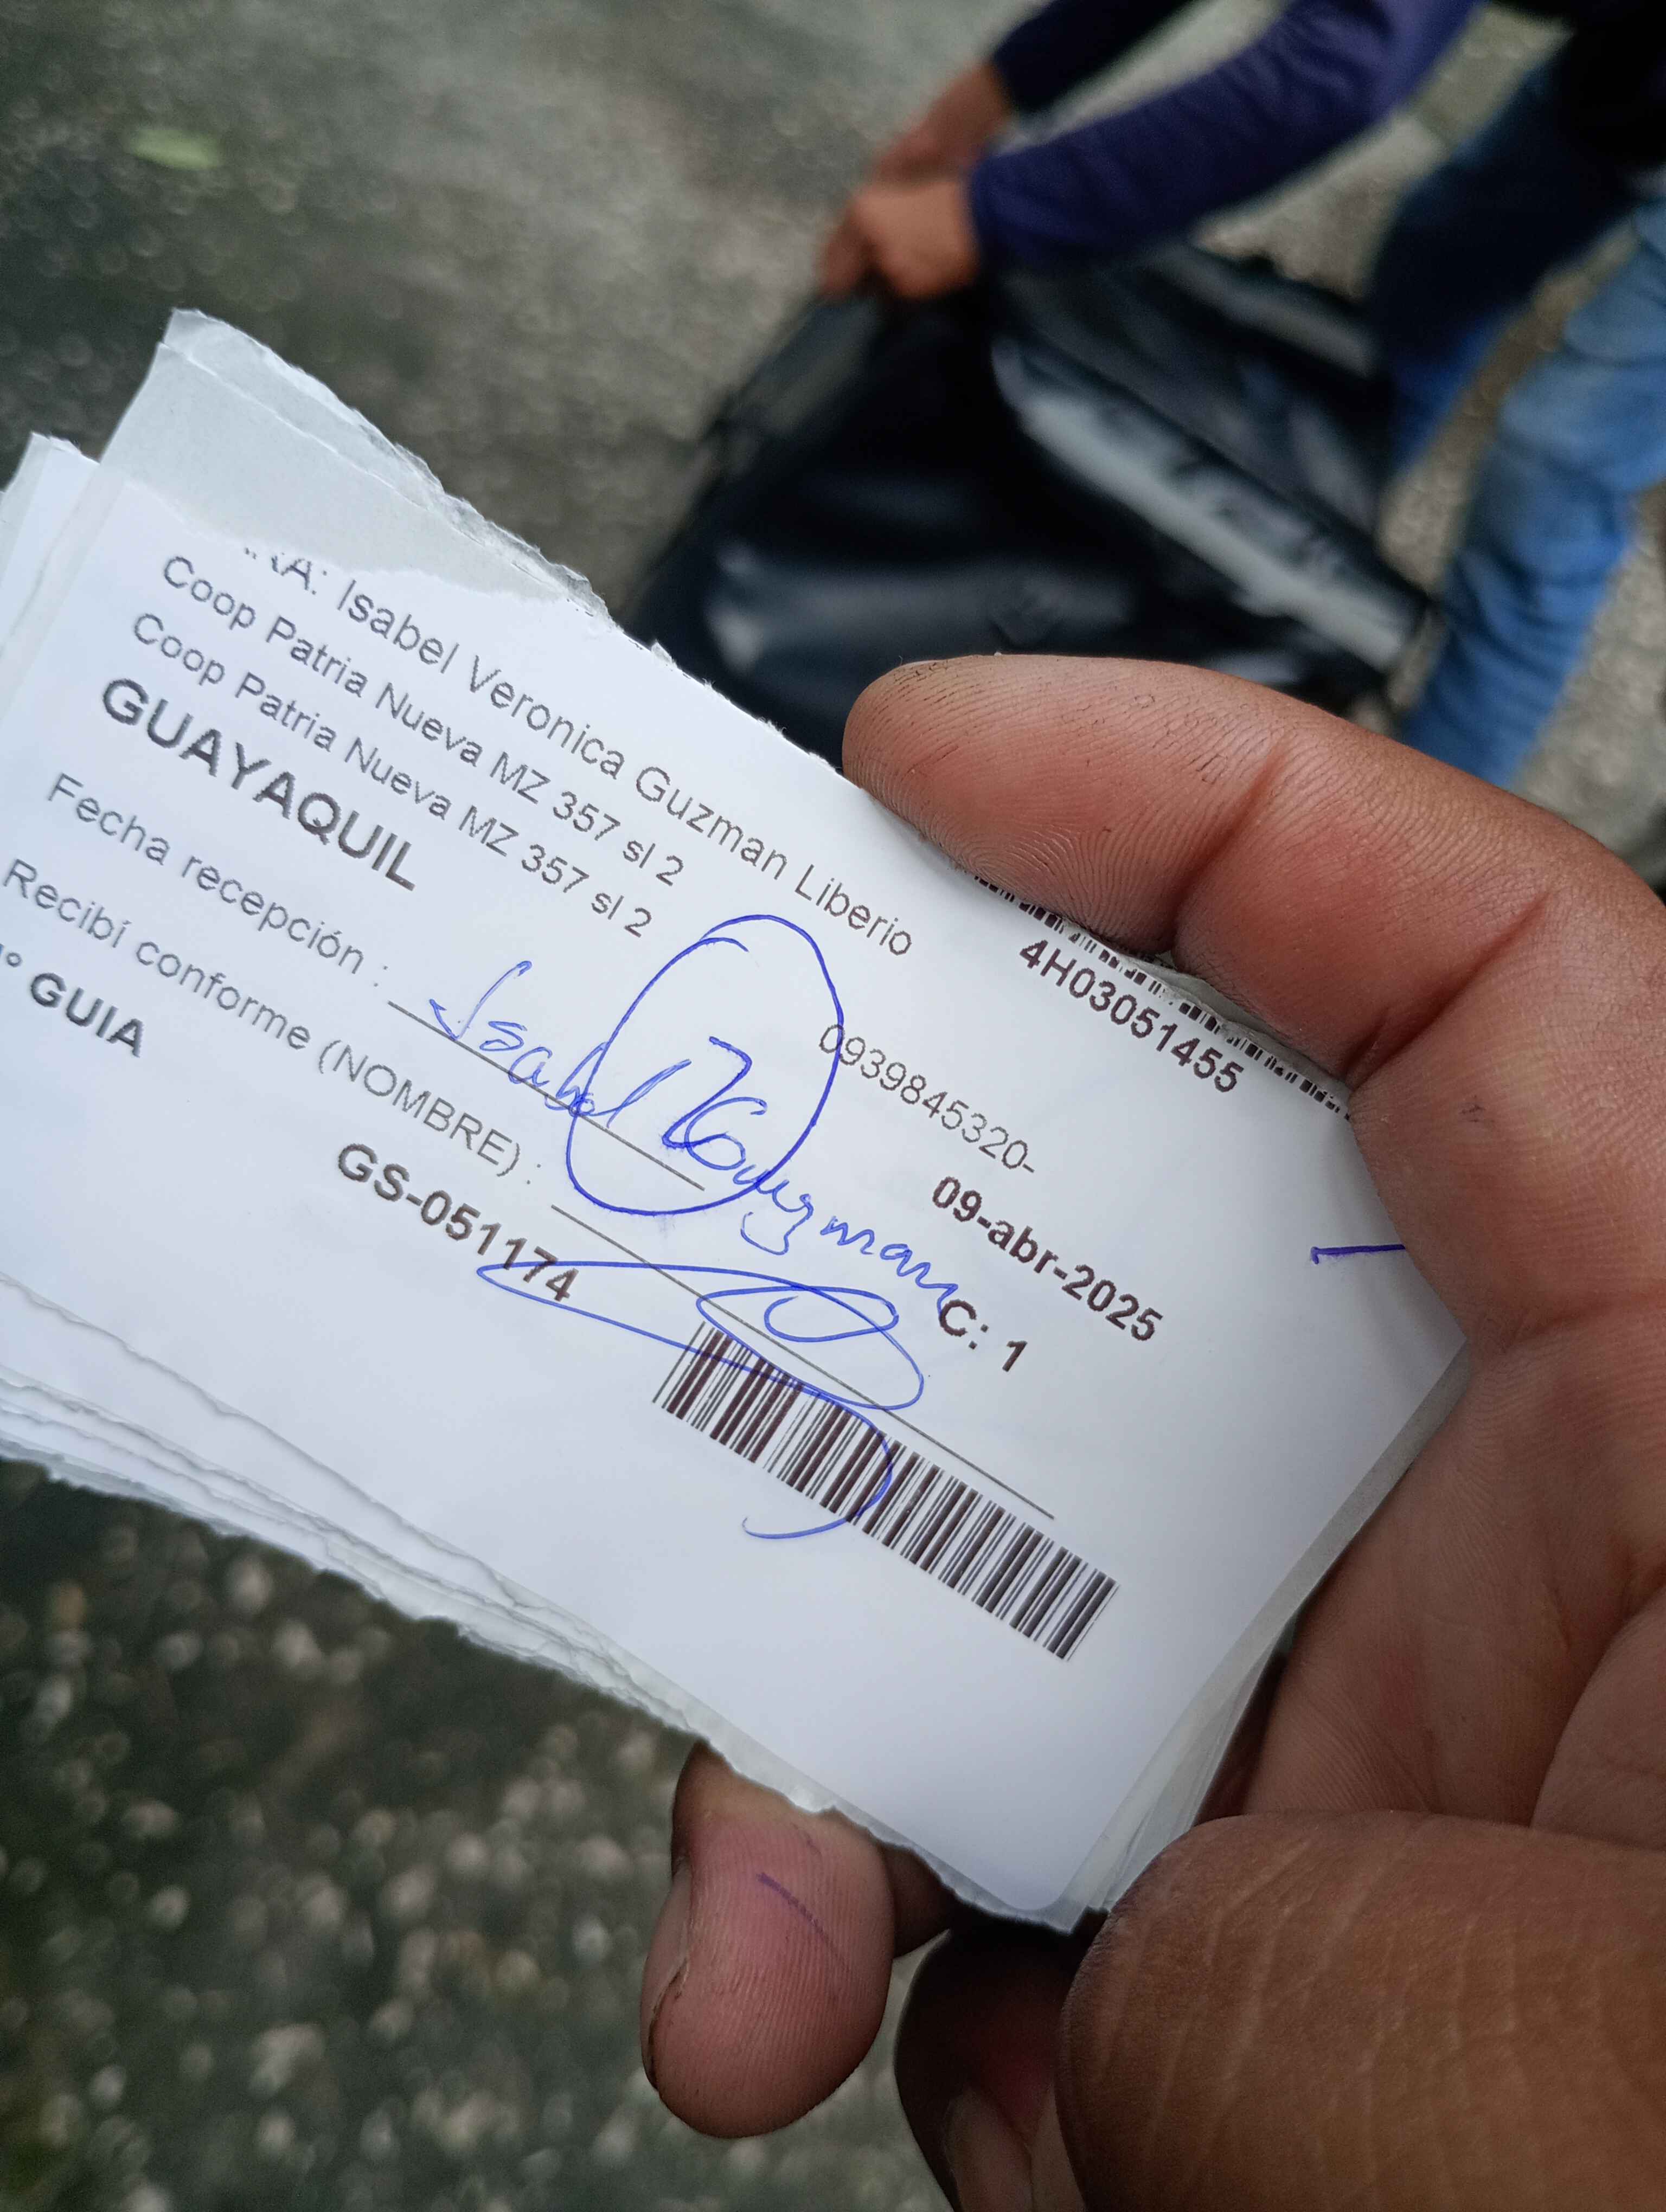 Isabel Veronica Guzman Liberio
Coop Patria Nueva MZ 357 sl 2
Coop Patria Nueva MZ 357 sl 2
GUAYAQUIL
4H03051455
0939845320-
Fecha recepción :
09-abr-2025
Isabel Guzman
Recibí conforme (NOMBRE) :
C: 1
GUIA
GS-051174